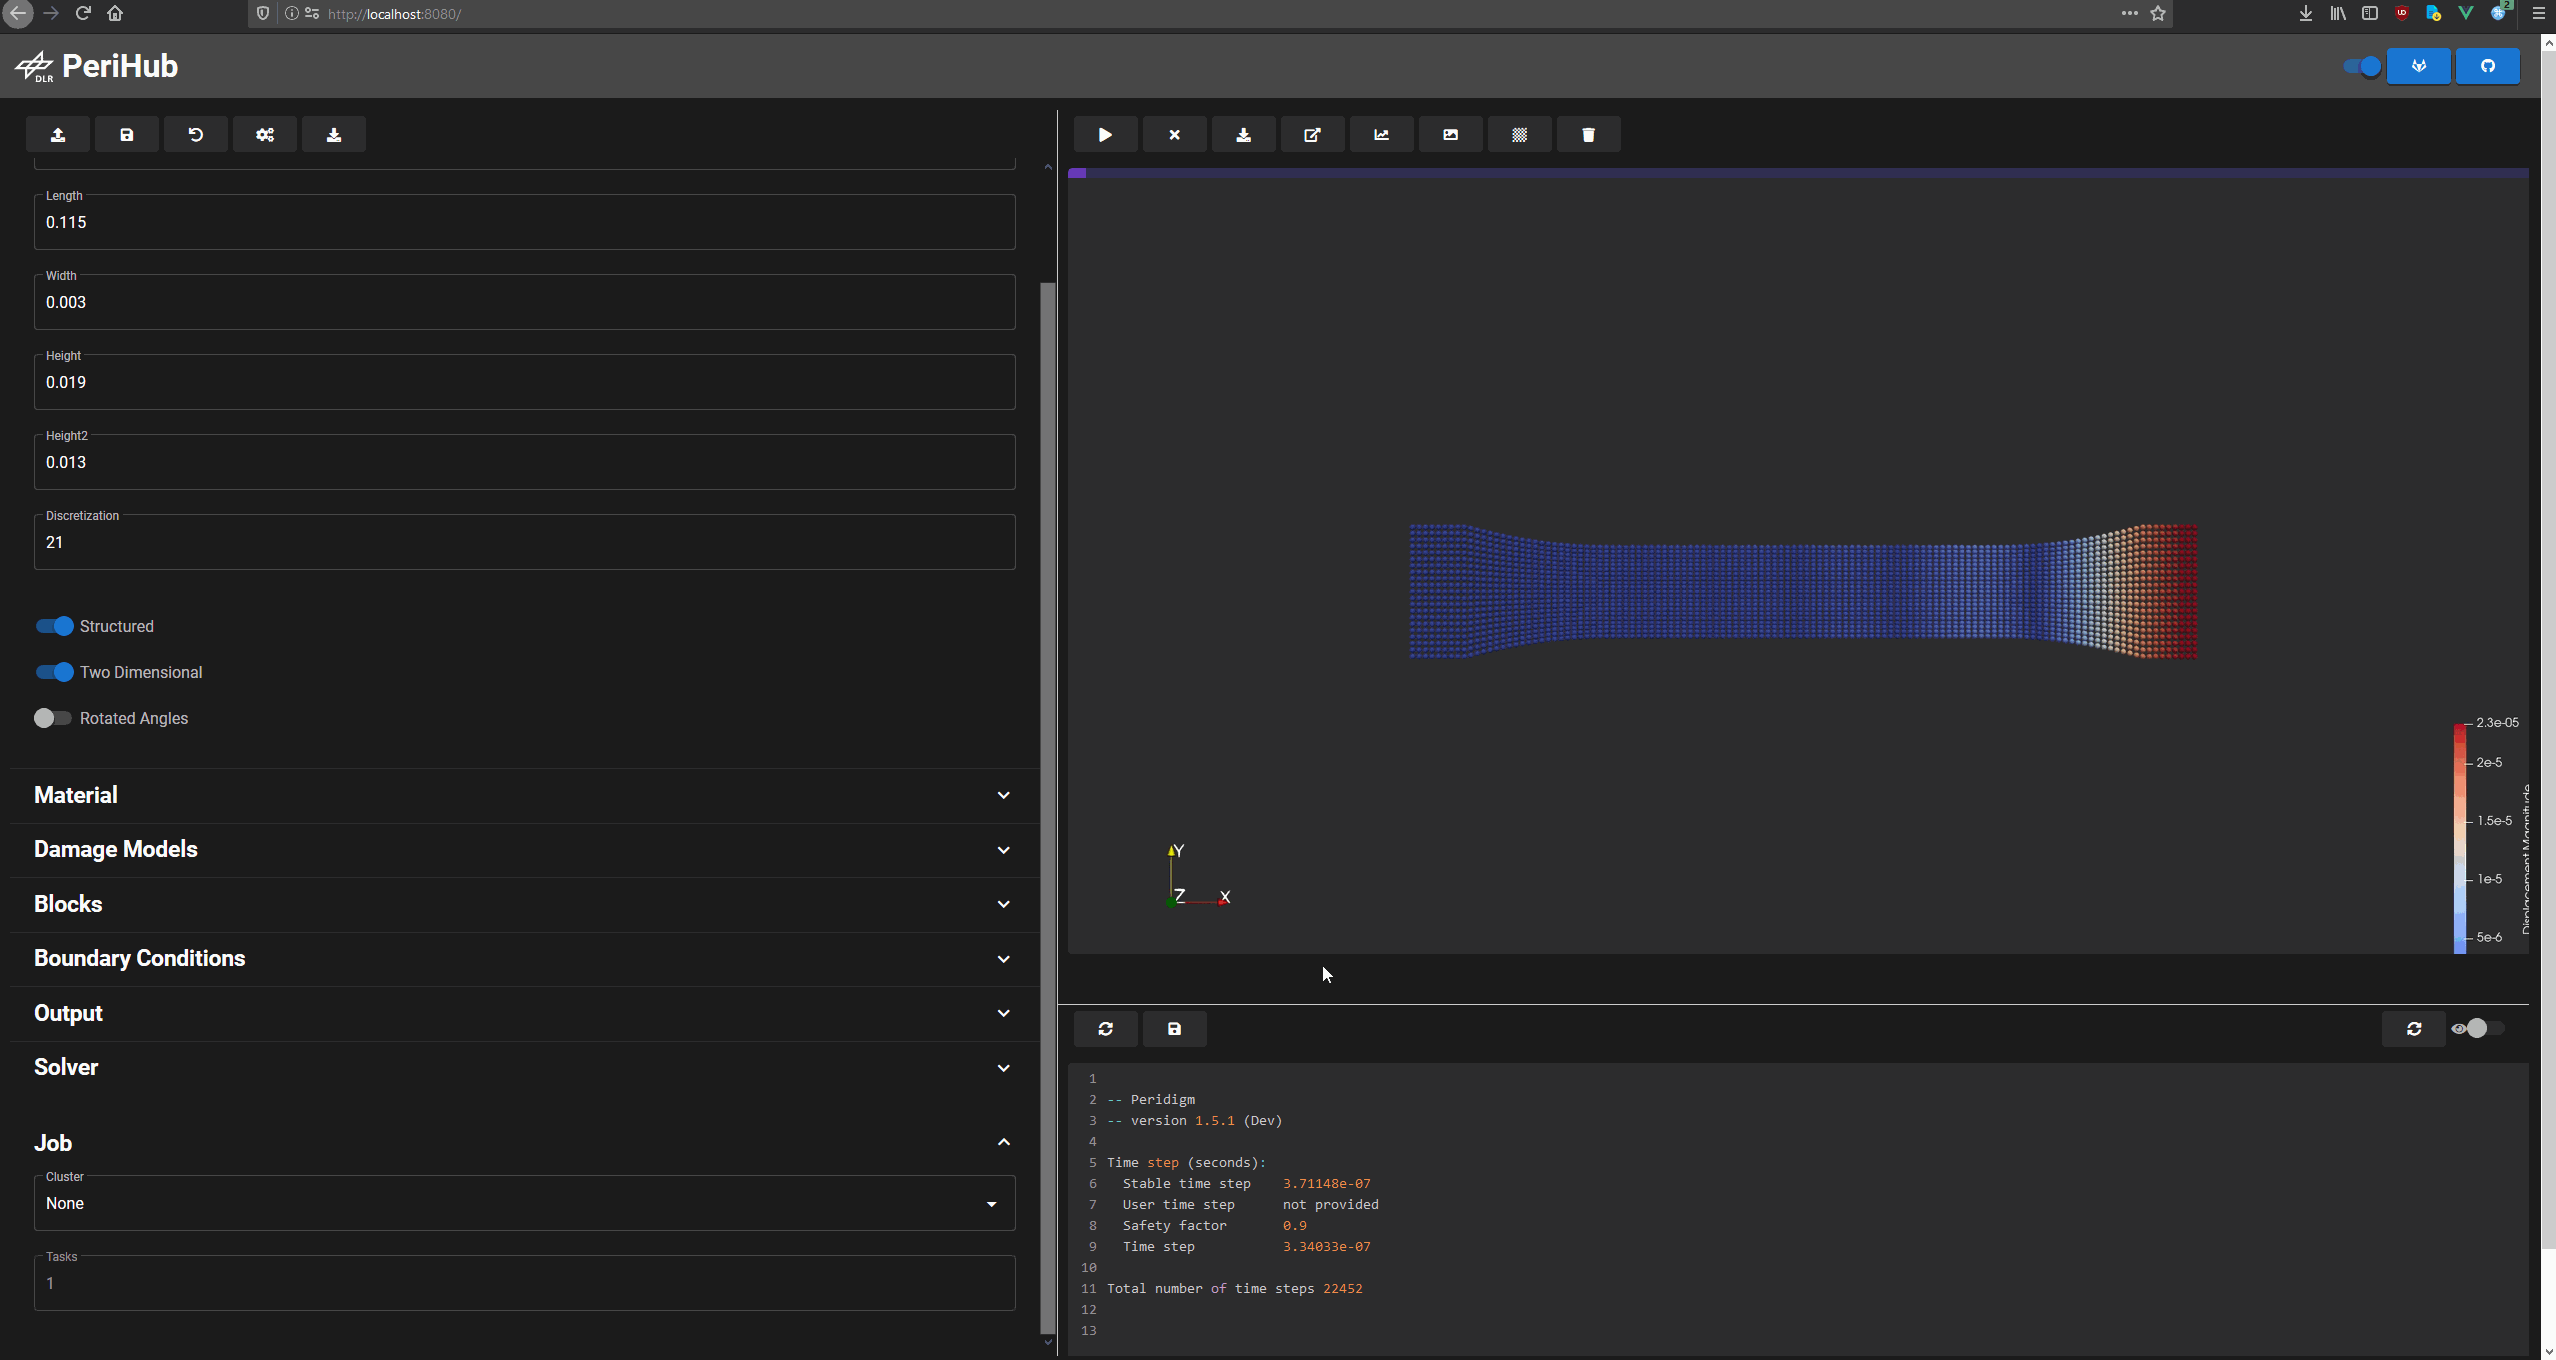 http://localhost:8080/
2
DLR
PeriHub
Length
0.115
Width
0.003
Height
0.019
Height2
0.013
Discretization
21
Structured
Two Dimensional
Rotated Angles
Material
Damage Models
Blocks
Boundary Conditions
Output
Solver
Job
Cluster
None
Tasks
1
2.3e-05
2e-5
1.5e-5
1e-5
5e-6
Displacement Magnitude
Y
Z
X
1
2 -- Peridigm
3 -- version 1.5.1 (Dev)
4
5 Time step (seconds):
6 Stable time step 3.71148e-07
7 User time step not provided
8 Safety factor 0.9
9 Time step 3.34033e-07
10
11 Total number of time steps 22452
12
13